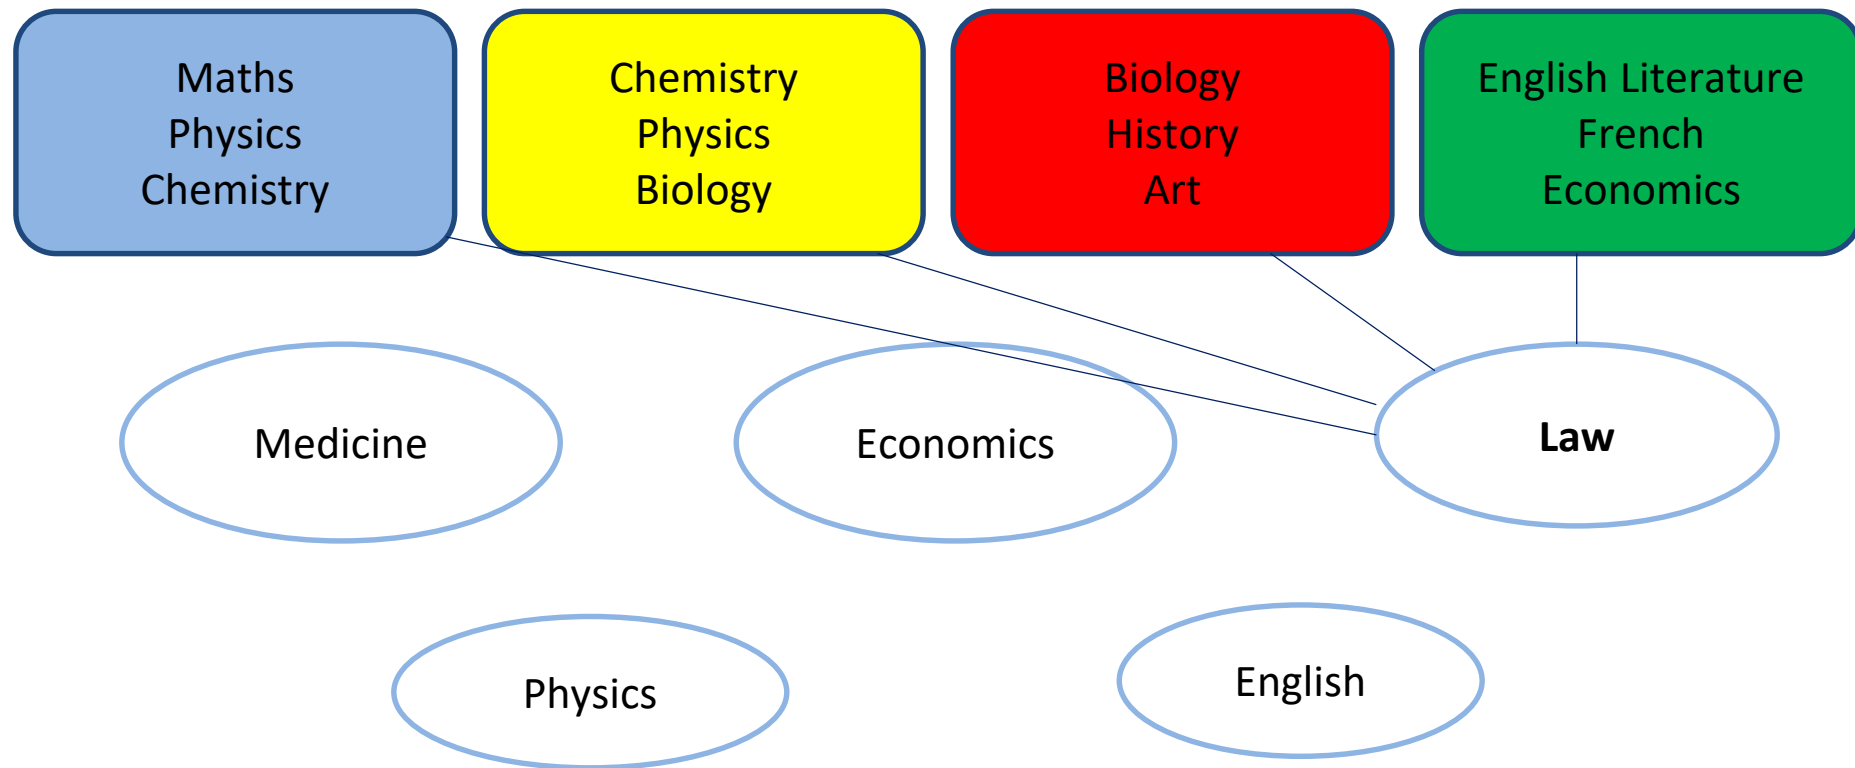 Maths
Physics
Chemistry
Chemistry
Physics
Biology
Biology
History
Art
English Literature
French
Economics
Medicine
Economics
Law
Physics
English